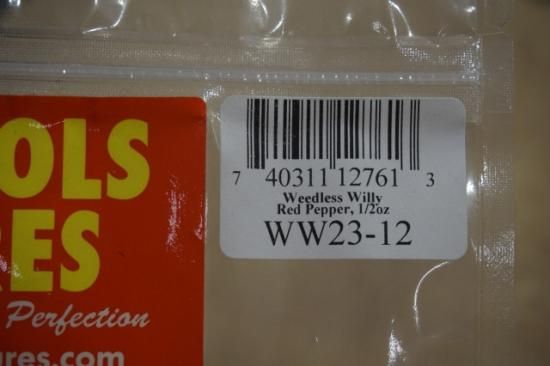 OLS
RES
Perfection
ures.com
7 40311 12761 3
Weedless Willy
Red Pepper, 1/2oz
WW23-12